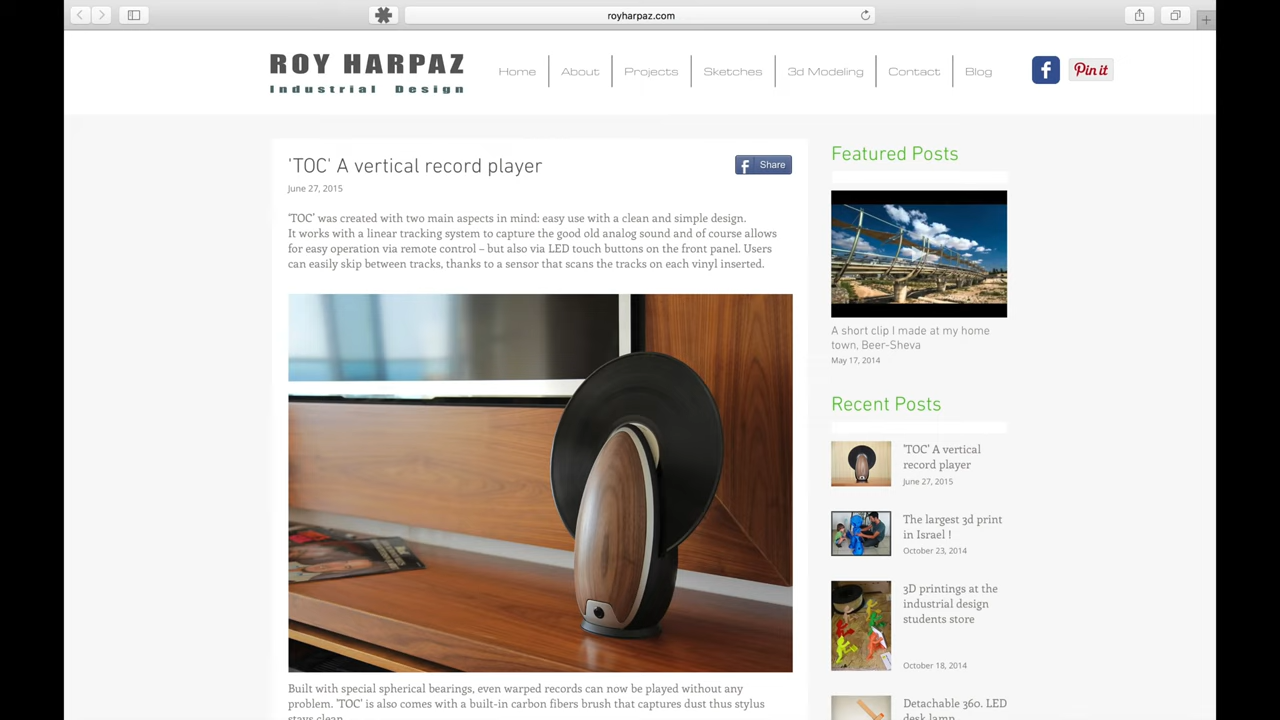 royharpaz.com
ROY HARPAZ
Industrial Design
Home
About
Projects
Sketches
3d Modeling
Contact
Blog
f
Pin it
'TOC' A vertical record player
f Share
June 27, 2015
'TOC' was created with two main aspects in mind: easy use with a clean and simple design.
It works with a linear tracking system to capture the good old analog sound and of course allows
for easy operation via remote control – but also via LED touch buttons on the front panel. Users
can easily skip between tracks, thanks to a sensor that scans the tracks on each vinyl inserted.
Built with special spherical bearings, even warped records can now be played without any
problem. 'TOC' is also comes with a built-in carbon fibers brush that captures dust thus stylus
stays clean.
Featured Posts
A short clip I made at my home
town, Beer-Sheva
May 17, 2014
Recent Posts
'TOC' A vertical
record player
June 27, 2015
The largest 3d print
in Israel !
October 23, 2014
3D printings at the
industrial design
students store
October 18, 2014
Detachable 360. LED
desk lamp